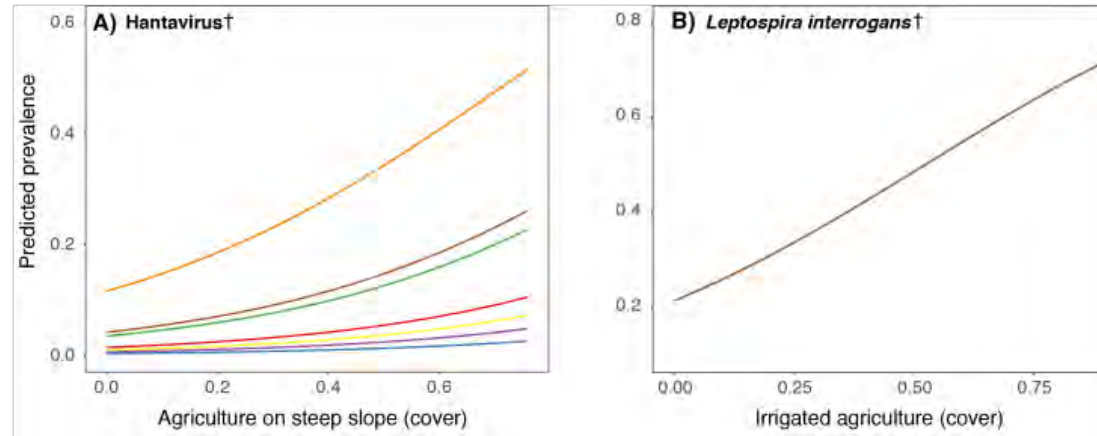 A) Hantavirus†
Predicted prevalence
0.6
0.4
0.2
0.0
0.0 0.2 0.4 0.6
Agriculture on steep slope (cover)
B) Leptospira interrogans†
0.8
0.6
0.4
0.2
0.00 0.25 0.50 0.75
Irrigated agriculture (cover)